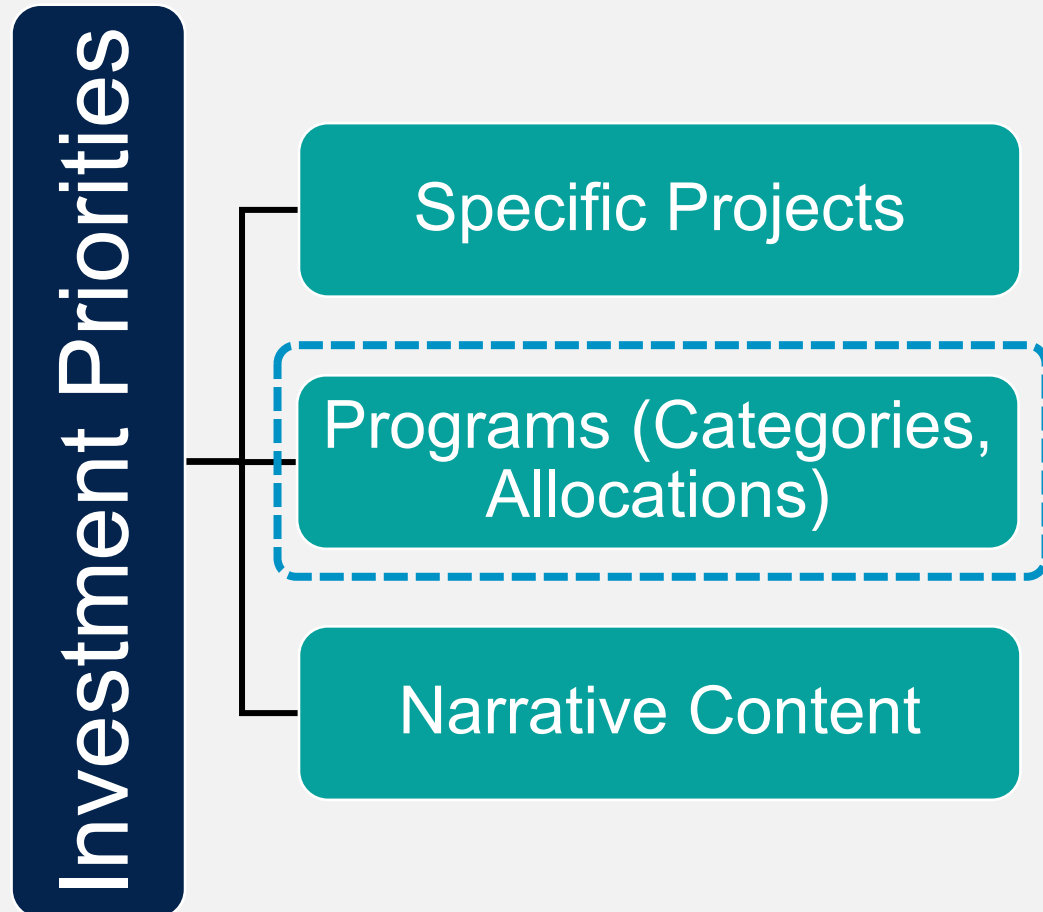 Investment Priorities
Specific Projects
Programs (Categories,
Allocations)
Narrative Content